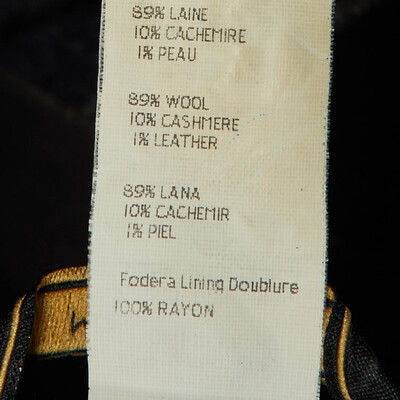 89% LAINE
10% CACHEMIRE
1% PEAU
89% WOOL
10% CASHMERE
1% LEATHER
89% LANA
10% CACHEMIR
1% PIEL
Fodera Lining Doublure
100% RAYON